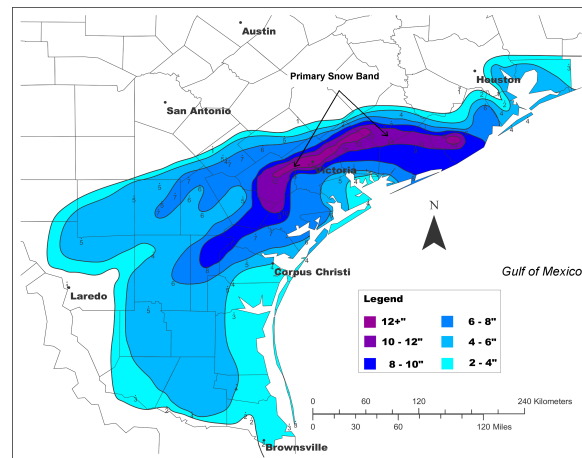 Austin
Houston
Primary Snow Band
San Antonio
Victoria
Corpus Christi
Laredo
Brownsville
N
Gulf of Mexico
Legend
12+"
10 - 12"
8 - 10"
6 - 8"
4 - 6"
2 - 4"
0 60 120 240 Kilometers
0 30 60 120 Miles